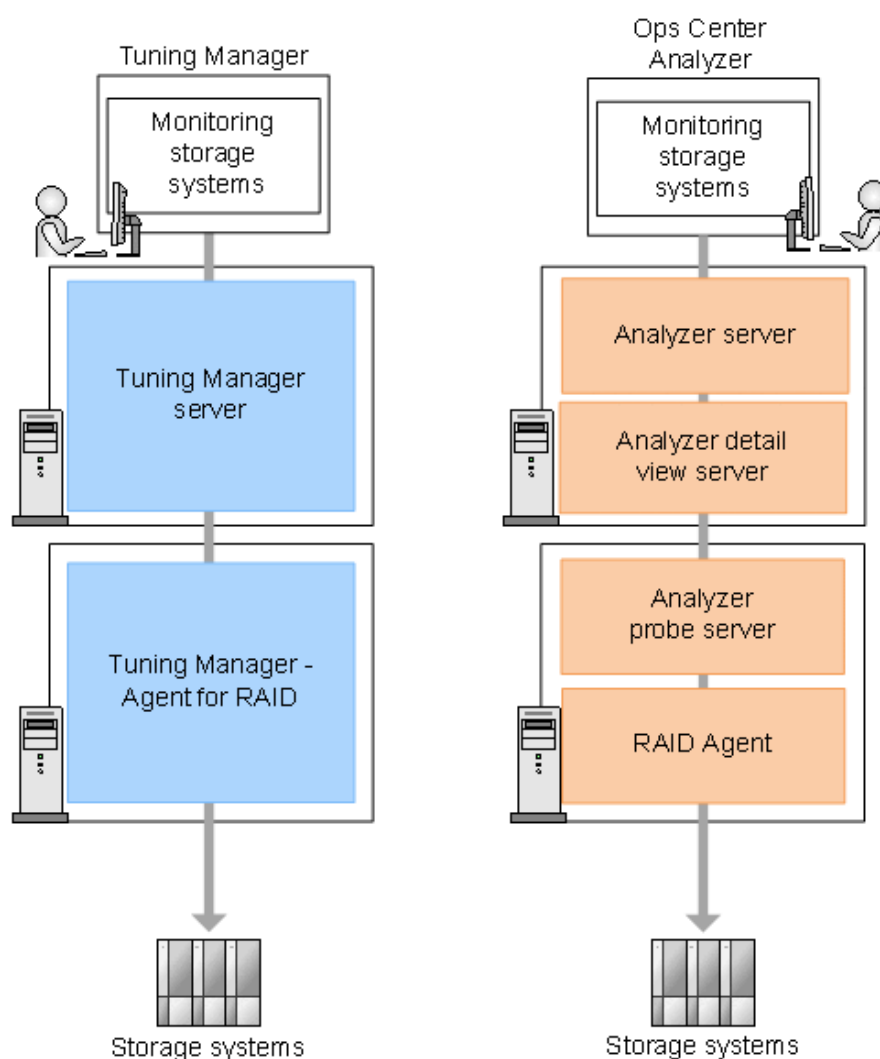 Tuning Manager
Monitoring
storage
systems
Tuning Manager
server
Tuning Manager -
Agent for RAID
Storage systems
Ops Center
Analyzer
Monitoring
storage
systems
Analyzer server
Analyzer detail
view server
Analyzer
probe server
RAID Agent
Storage systems